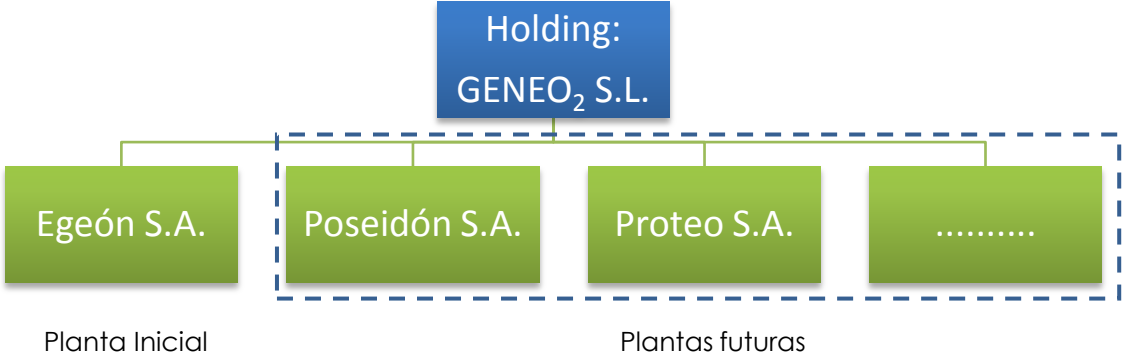 Holding:
GENEO₂ S.L.
Egeón S.A.
Poseidón S.A.
Proteo S.A.
..........
Planta Inicial
Plantas futuras